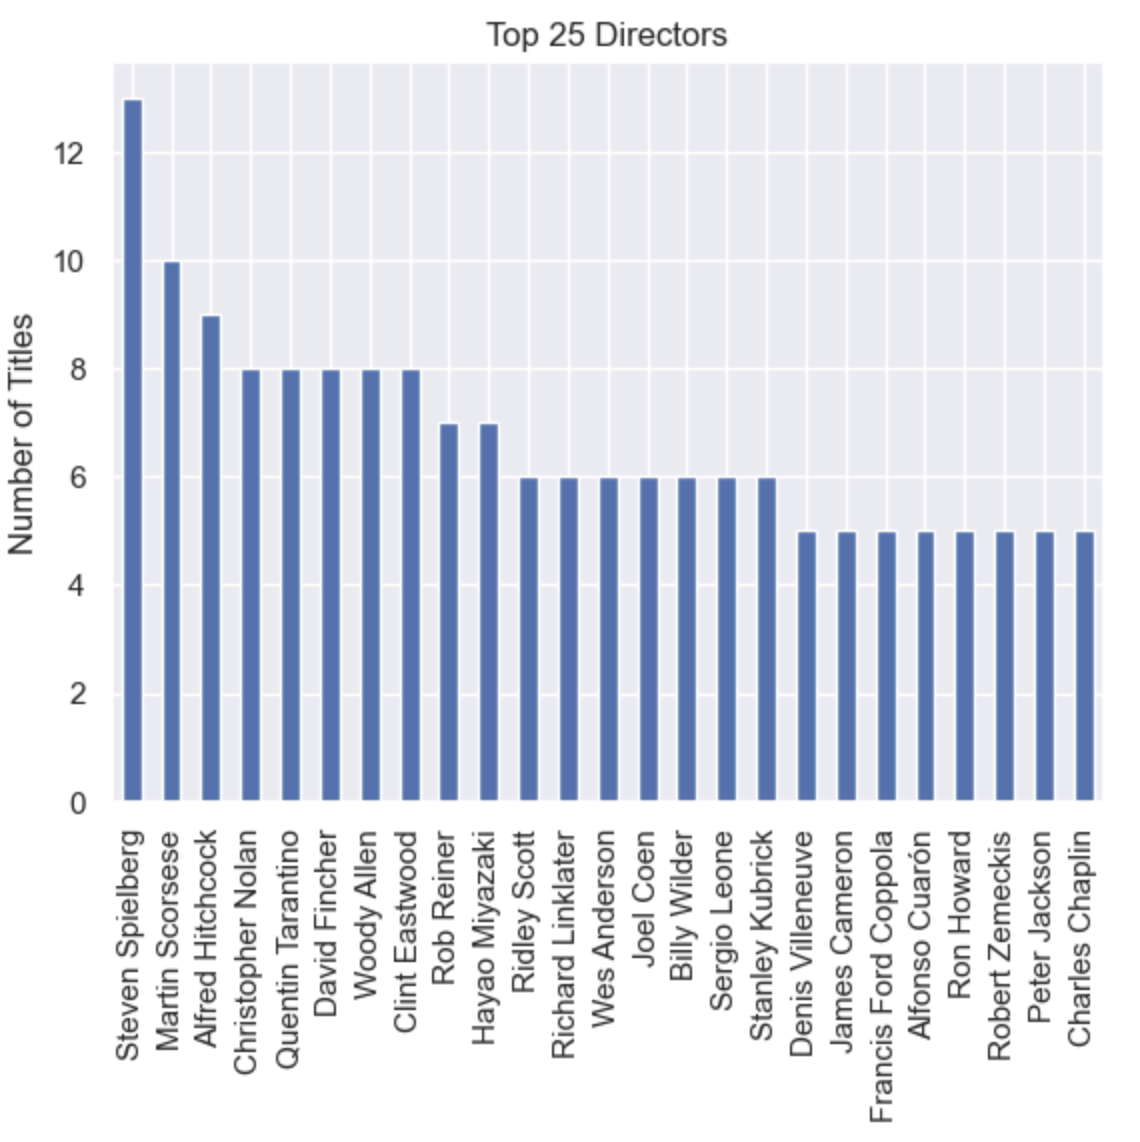 Top 25 Directors
Number of Titles
12
10
8
6
4
2
0
Steven Spielberg
Martin Scorsese
Alfred Hitchcock
Christopher Nolan
Quentin Tarantino
David Fincher
Woody Allen
Clint Eastwood
Rob Reiner
Hayao Miyazaki
Ridley Scott
Richard Linklater
Wes Anderson
Joel Coen
Billy Wilder
Sergio Leone
Stanley Kubrick
Denis Villeneuve
James Cameron
Francis Ford Coppola
Alfonso Cuarón
Ron Howard
Robert Zemeckis
Peter Jackson
Charles Chaplin